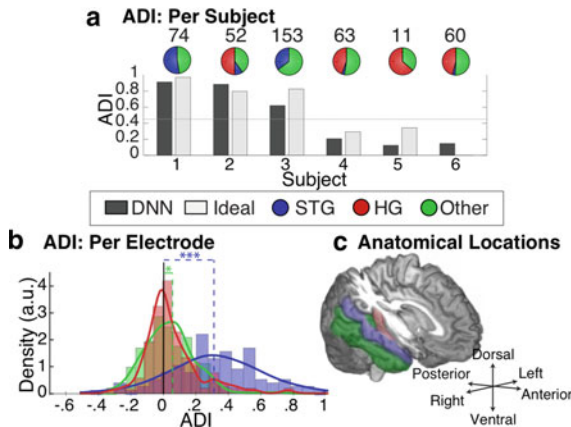 a ADI: Per Subject
74 52 153 63 11 60
ADI
1
0.8
0.6
0.4
0.2
0
1 2 3 4 5 6
Subject
DNN Ideal STG HG Other
b ADI: Per Electrode
Density (a.u.)
4
3
2
1
0
* ***
-.6 -.4 -.2 0 .2 .4 .6 .8 1
ADI
c Anatomical Locations
Dorsal
Posterior Left
Right Anterior
Ventral